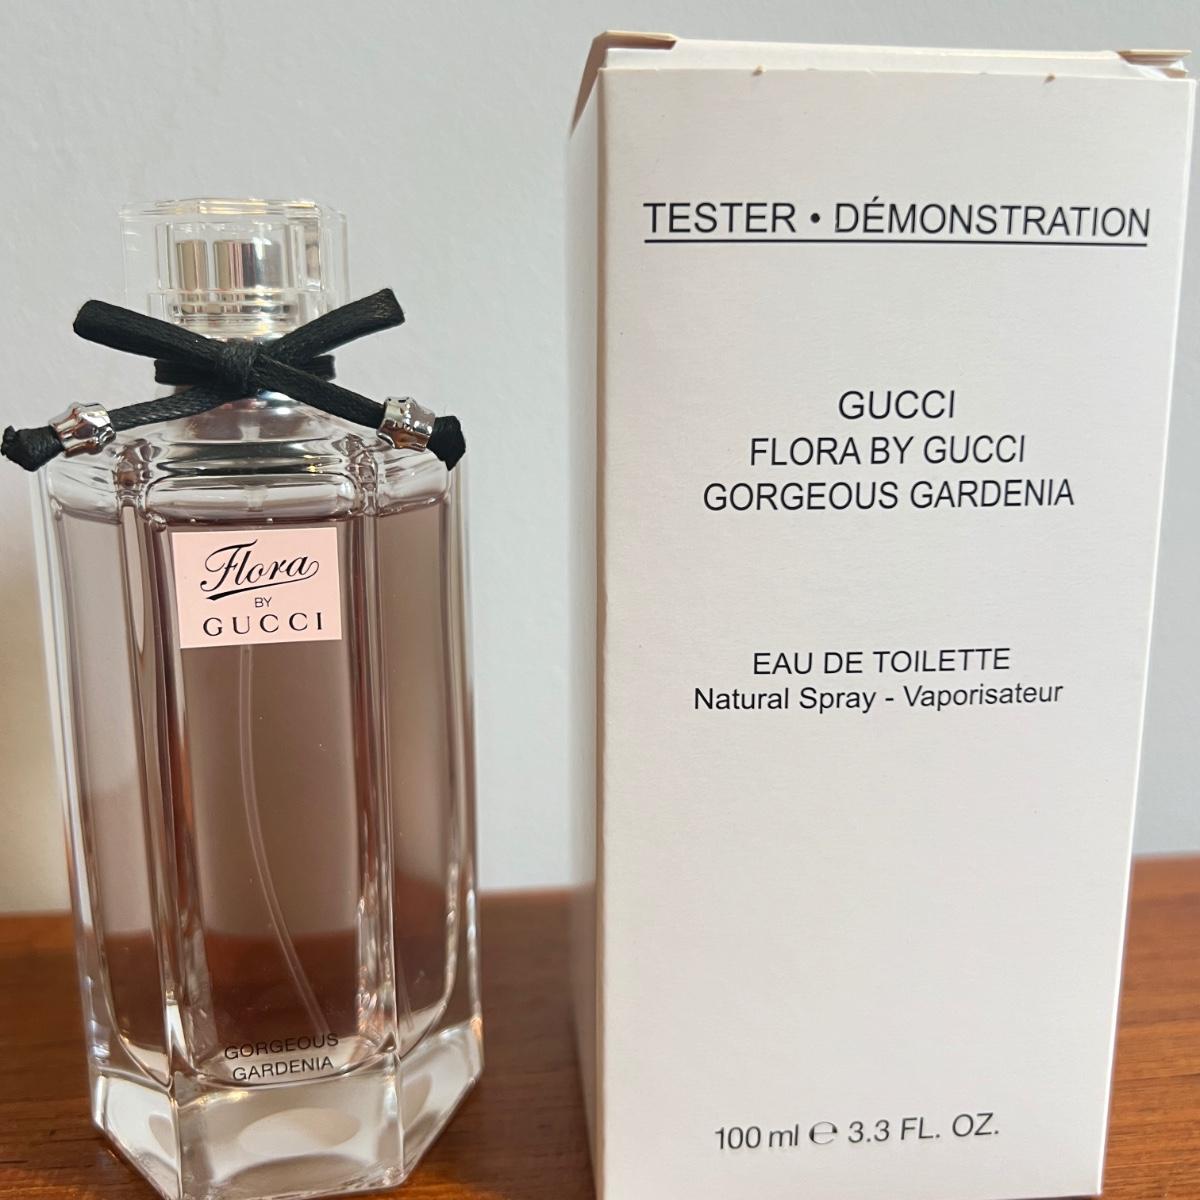 Flora
BY
GUCCI
GORGEOUS
GARDENIA
TESTER • DÉMONSTRATION
GUCCI
FLORA BY GUCCI
GORGEOUS GARDENIA
EAU DE TOILETTE
Natural Spray - Vaporisateur
100 ml ℮ 3.3 FL. OZ.